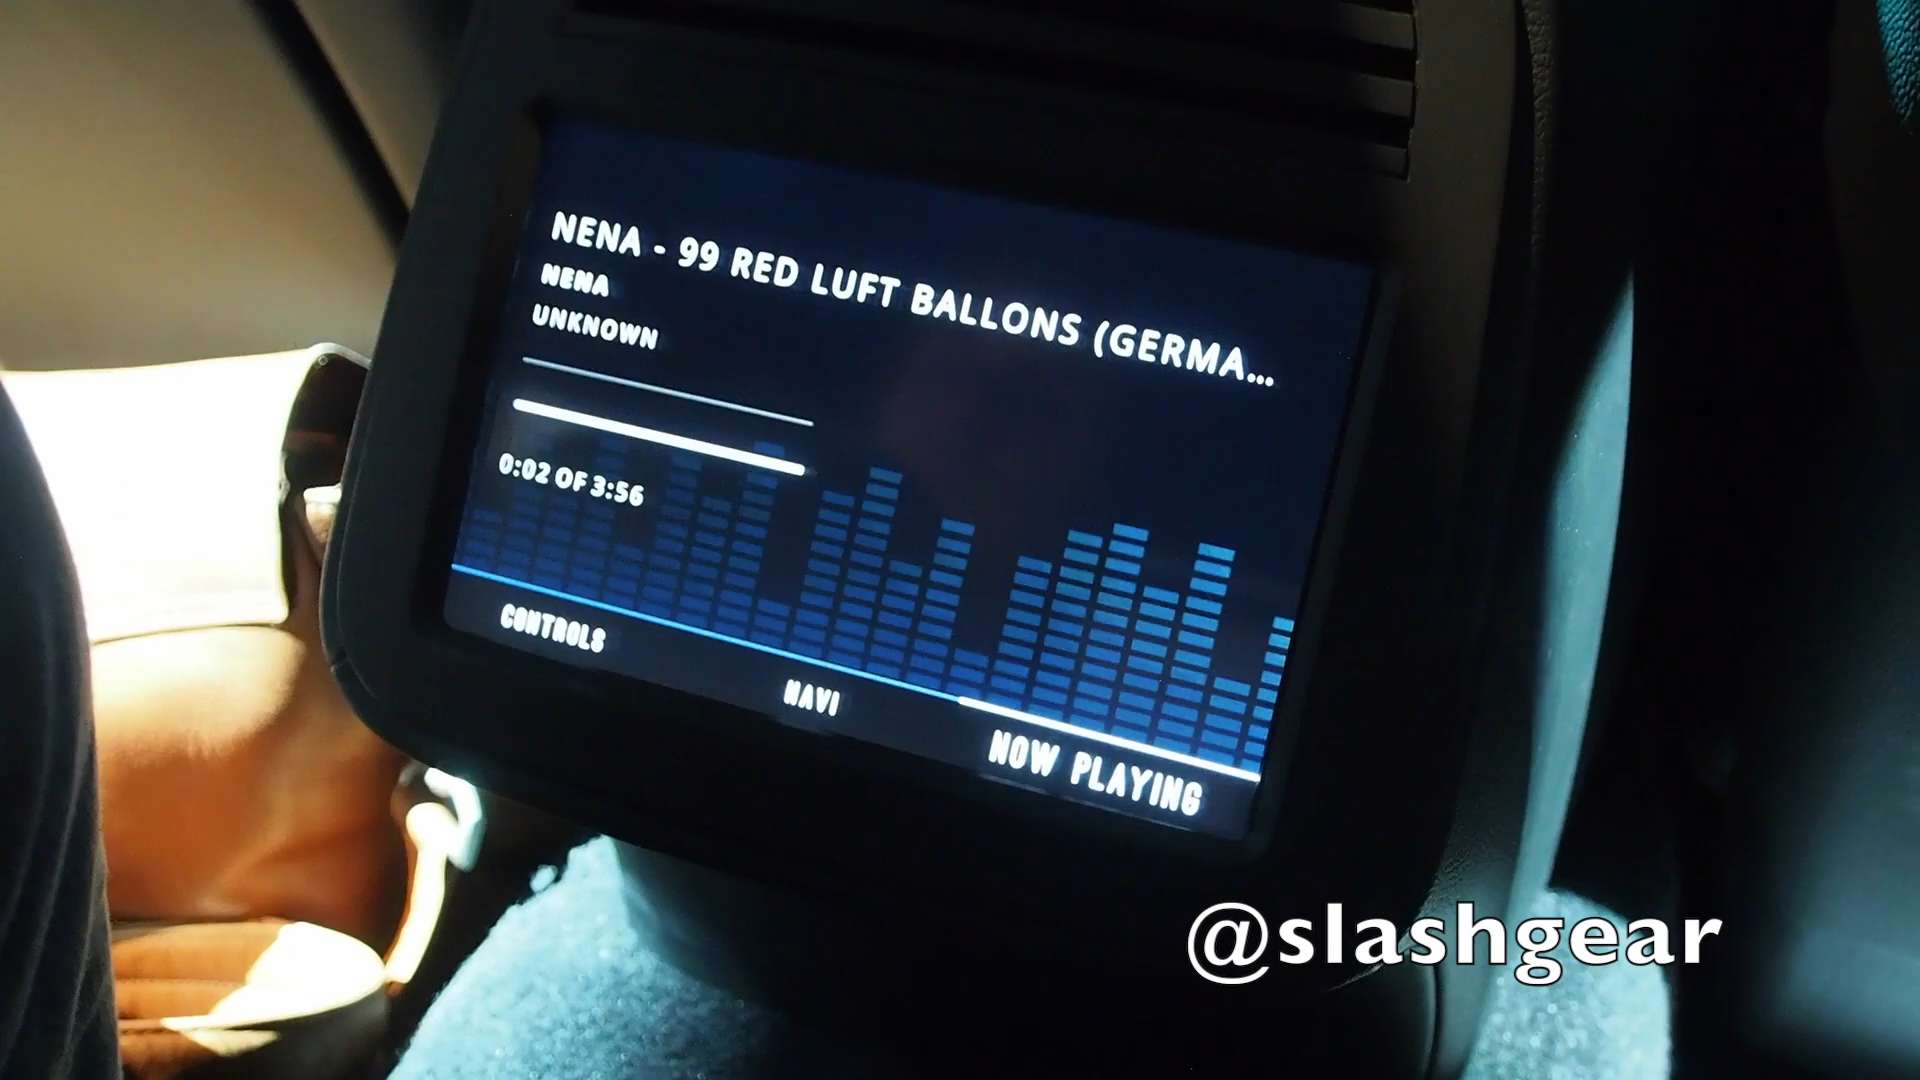 NENA - 99 RED LUFT BALLONS (GERMA...
NENA
UNKNOWN
0:02 OF 3:56
CONTROLS
NAVI
NOW PLAYING
@slashgear